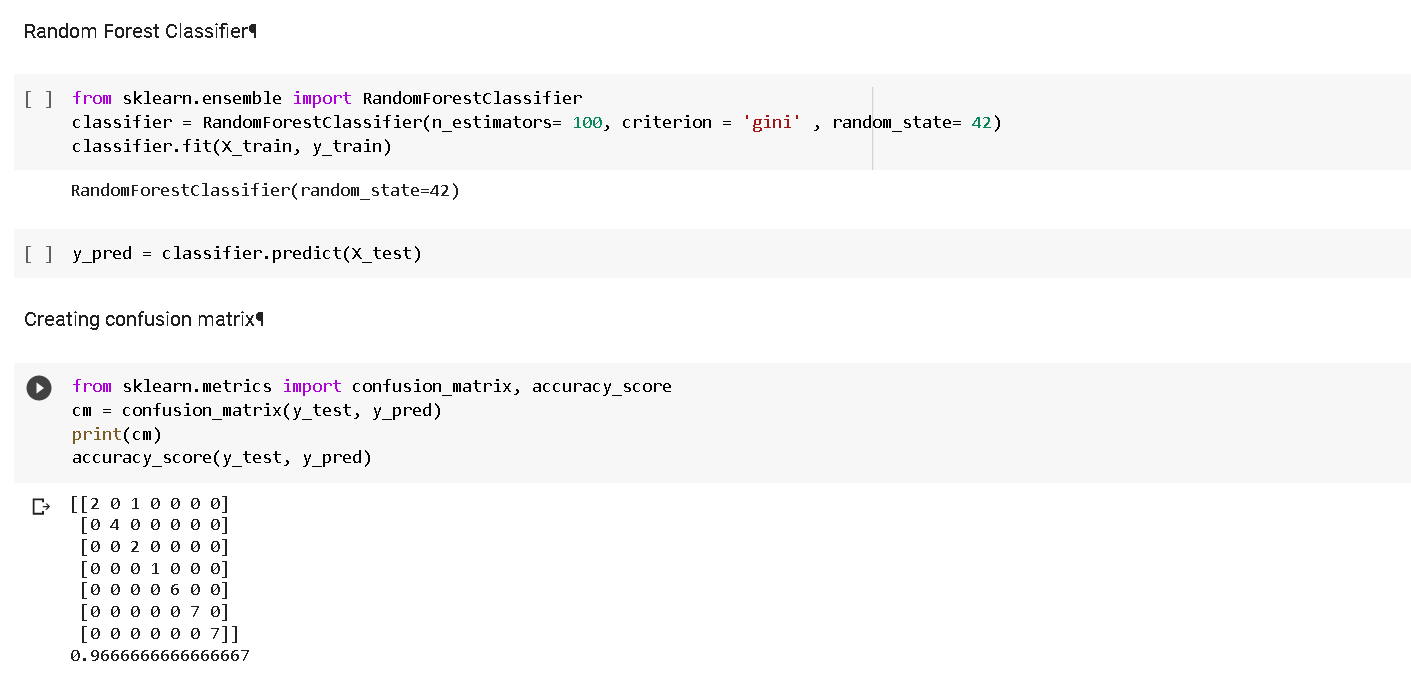 Random Forest Classifier¶
[ ] from sklearn.ensemble import RandomForestClassifier
classifier = RandomForestClassifier(n_estimators= 100, criterion = 'gini' , random_state= 42)
classifier.fit(X_train, y_train)
RandomForestClassifier(random_state=42)
[ ] y_pred = classifier.predict(X_test)
Creating confusion matrix¶
from sklearn.metrics import confusion_matrix, accuracy_score
cm = confusion_matrix(y_test, y_pred)
print(cm)
accuracy_score(y_test, y_pred)
[[2 0 1 0 0 0 0]
[0 4 0 0 0 0 0]
[0 0 2 0 0 0 0]
[0 0 0 1 0 0 0]
[0 0 0 0 6 0 0]
[0 0 0 0 0 7 0]
[0 0 0 0 0 0 7]]
0.9666666666666667